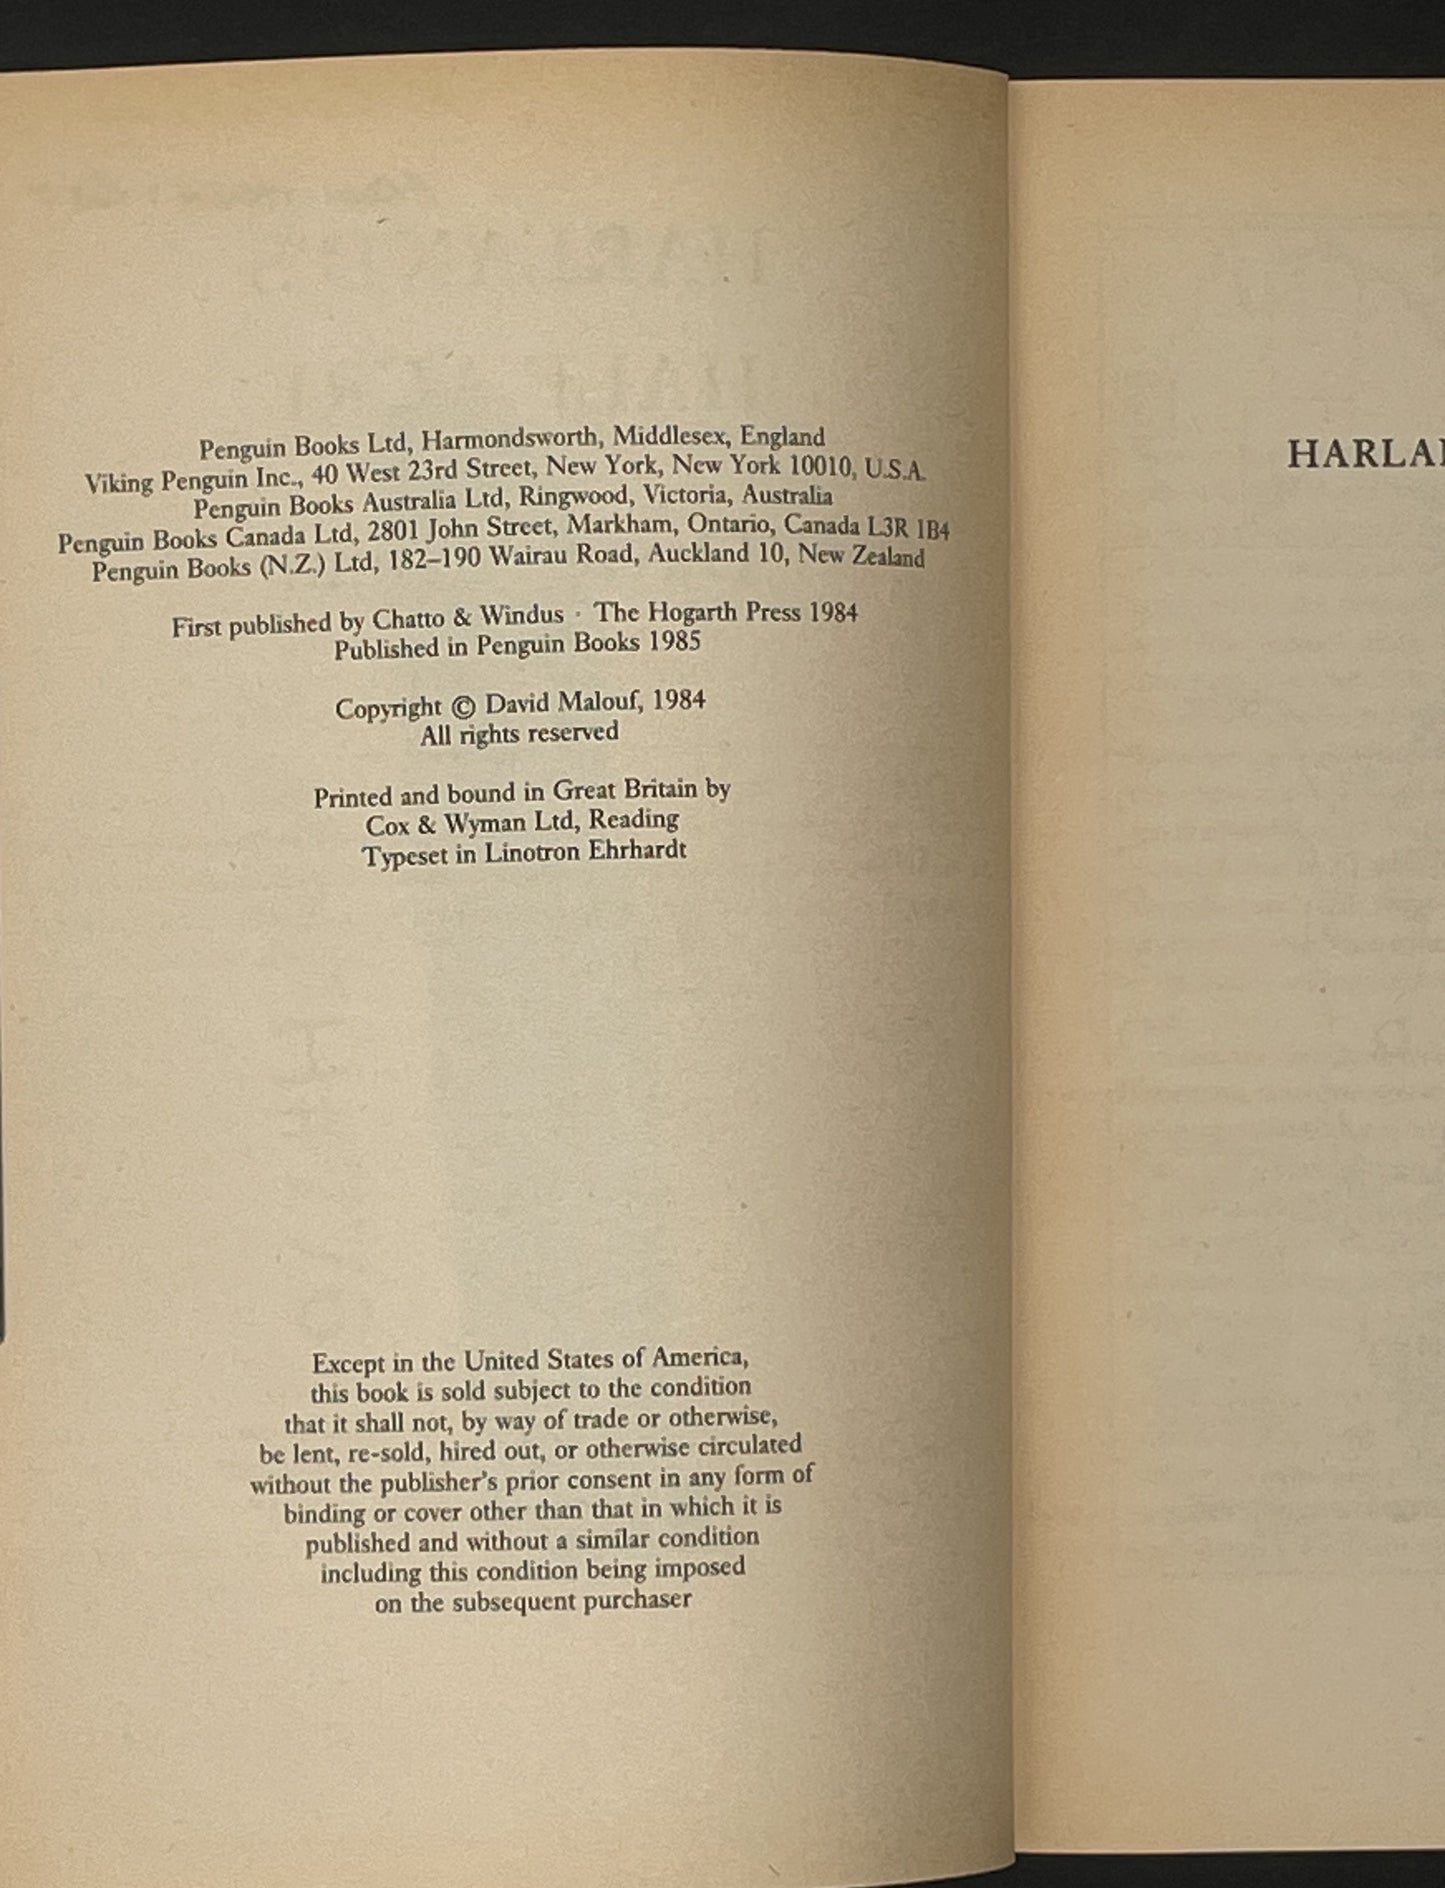 Penguin Books Ltd, Harmondsworth, Middlesex, England
Viking Penguin Inc., 40 West 23rd Street, New York, New York 10010, U.S.A.
Penguin Books Australia Ltd, Ringwood, Victoria, Australia
Penguin Books Canada Ltd, 2801 John Street, Markham, Ontario, Canada L3R 1B4
Penguin Books (N.Z.) Ltd, 182–190 Wairau Road, Auckland 10, New Zealand
First published by Chatto & Windus · The Hogarth Press 1984
Published in Penguin Books 1985
Copyright © David Malouf, 1984
All rights reserved
Printed and bound in Great Britain by
Cox & Wyman Ltd, Reading
Typeset in Linotron Ehrhardt
Except in the United States of America,
this book is sold subject to the condition
that it shall not, by way of trade or otherwise,
be lent, re-sold, hired out, or otherwise circulated
without the publisher's prior consent in any form of
binding or cover other than that in which it is
published and without a similar condition
including this condition being imposed
on the subsequent purchaser
HARLA